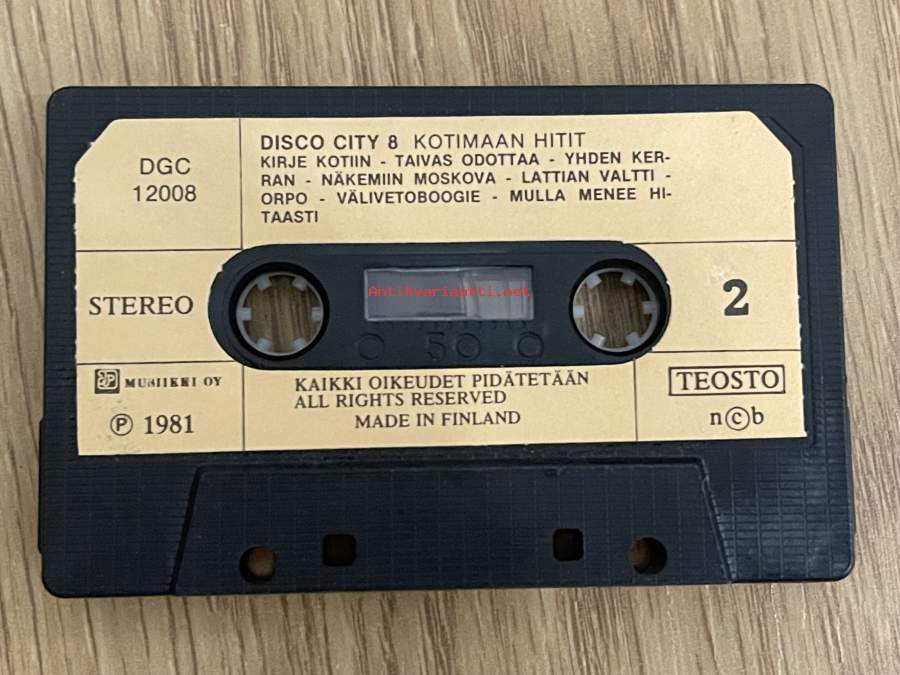 DGC
12008
DISCO CITY 8 KOTIMAAN HITIT
KIRJE KOTIIN - TAIVAS ODOTTAA - YHDEN KER-
RAN - NÄKEMIIN MOSKOVA - LATTIAN VALTTI -
ORPO - VÄLIVETOBOOGIE - MULLA MENEE HI-
TAASTI
STEREO
Antikvariaatti.net
2
50
MUSIIKKI OY
Ⓟ 1981
KAIKKI OIKEUDET PIDÄTETÄÄN
ALL RIGHTS RESERVED
MADE IN FINLAND
TEOSTO
n©b